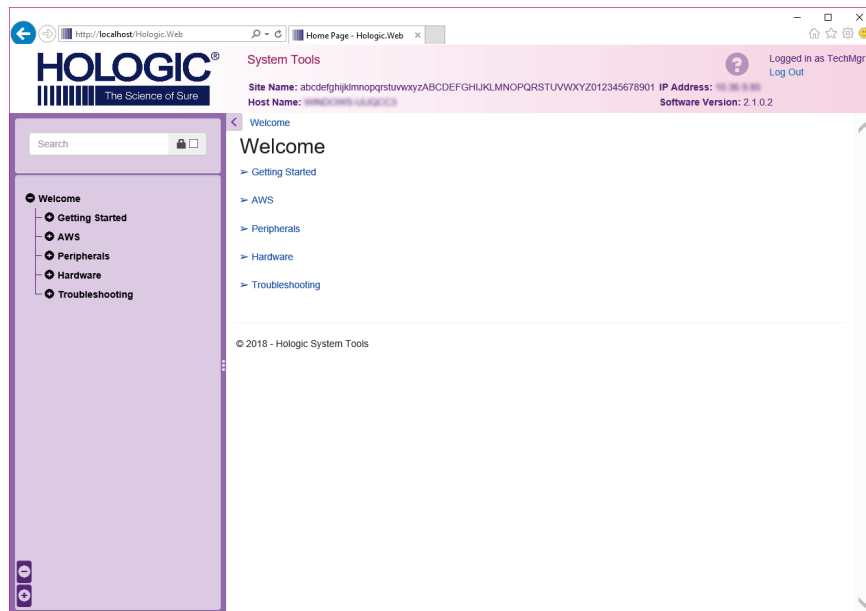 http://localhost/Hologic.Web
Home Page - Hologic.Web
HOLOGIC®
The Science of Sure
System Tools
Logged in as TechMgr
Log Out
Site Name: abcdefghijklmnopqrstuvwxyzABCDEFGHIJKLMNOPQRSTUVWXYZ012345678901 IP Address:
Host Name:
Software Version: 2.1.0.2
Search
Welcome
Getting Started
AWS
Peripherals
Hardware
Troubleshooting
Welcome
Welcome
➢ Getting Started
➢ AWS
➢ Peripherals
➢ Hardware
➢ Troubleshooting
© 2018 - Hologic System Tools